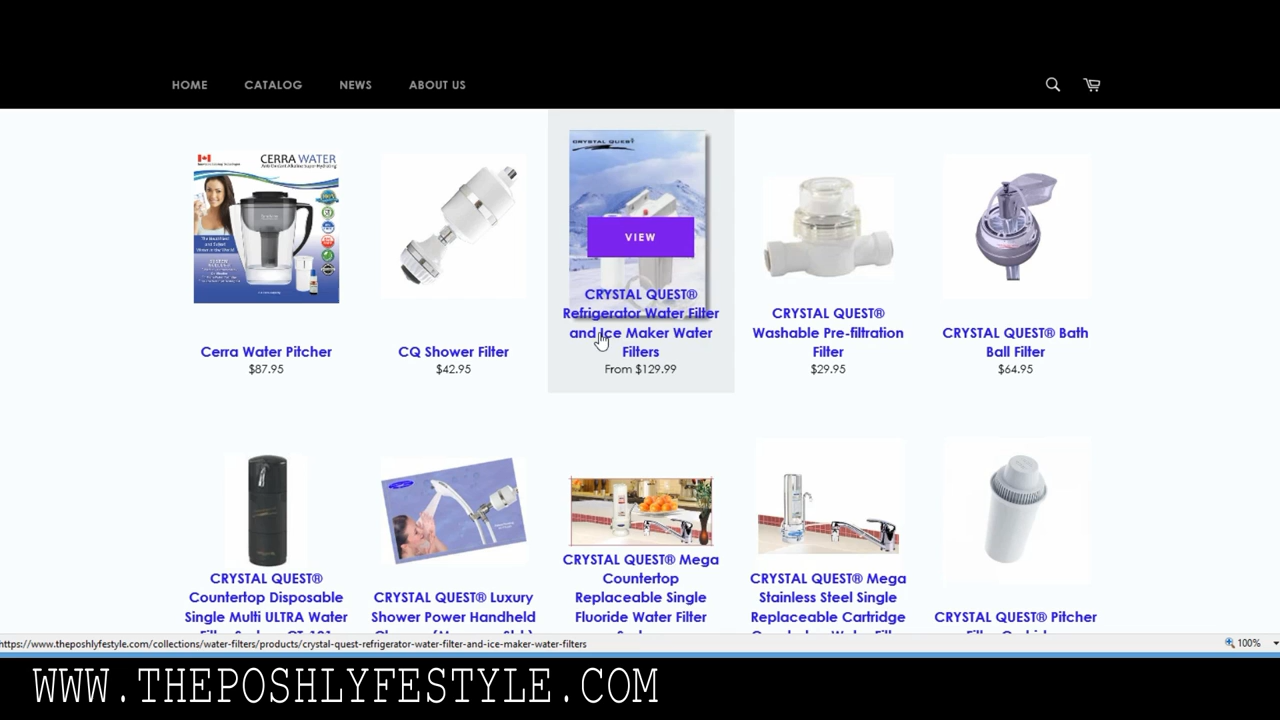 HOME CATALOG NEWS ABOUT US
CERRA WATER
CRYSTAL QUEST
VIEW
Cerra Water Pitcher
$87.95
CQ Shower Filter
$42.95
CRYSTAL QUEST®
Refrigerator Water Filter
and Ice Maker Water
Filters
From $129.99
CRYSTAL QUEST®
Washable Pre-filtration
Filter
$29.95
CRYSTAL QUEST® Bath
Ball Filter
$64.95
CRYSTAL QUEST®
Countertop Disposable
Single Multi ULTRA Water
CRYSTAL QUEST® Luxury
Shower Power Handheld
CRYSTAL QUEST® Mega
Countertop
Replaceable Single
Fluoride Water Filter
CRYSTAL QUEST® Mega
Stainless Steel Single
Replaceable Cartridge
CRYSTAL QUEST® Pitcher
https://www.theposhlyfestyle.com/collections/water-filters/products/crystal-quest-refrigerator-water-filter-and-ice-maker-water-filters
100%
WWW.THEPOSHLYFESTYLE.COM